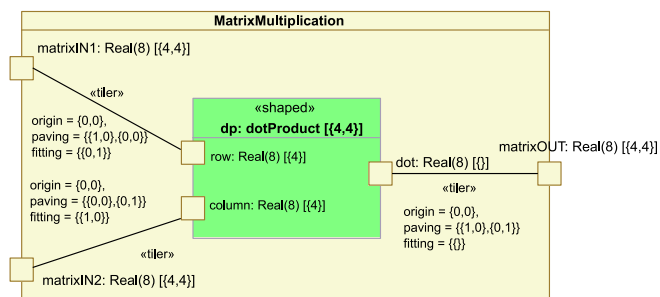 MatrixMultiplication
matrixIN1: Real(8) [{4,4}]
«tiler»
origin = {0,0},
paving = {{1,0},{0,0}}
fitting = {{0,1}}
«shaped»
dp: dotProduct [{4,4}]
row: Real(8) [{4}]
column: Real(8) [{4}]
origin = {0,0},
paving = {{0,0},{0,1}}
fitting = {{1,0}}
«tiler»
matrixIN2: Real(8) [{4,4}]
dot: Real(8) [{}]
matrixOUT: Real(8) [{4,4}]
«tiler»
origin = {0,0},
paving = {{1,0},{0,1}}
fitting = {{}}